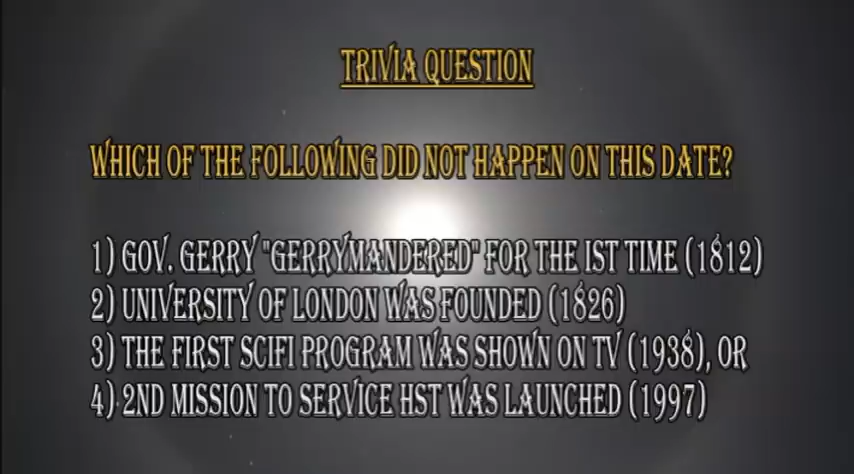 TRIVIA QUESTION
WHICH OF THE FOLLOWING DID NOT HAPPEN ON THIS DATE?
1) GOV. GERRY "GERRYMANDERED" FOR THE 1ST TIME (1812)
2) UNIVERSITY OF LONDON WAS FOUNDED (1826)
3) THE FIRST SCIFI PROGRAM WAS SHOWN ON TV (1938), OR
4) 2ND MISSION TO SERVICE HST WAS LAUNCHED (1997)